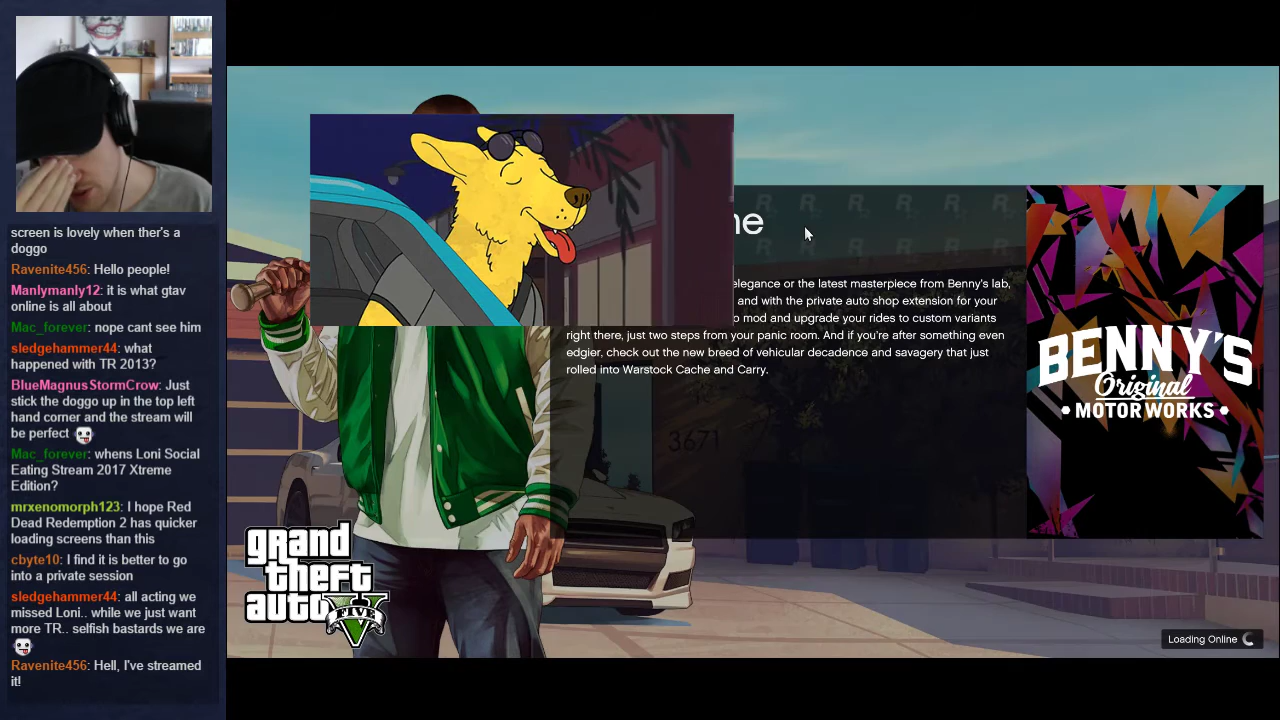 screen is lovely when ther's a
doggo
Ravenite456: Hello people!
Manlymanly12: it is what gtav
online is all about
Mac_forever: nope cant see him
sledgehammer44: what
happened with TR 2013?
BlueMagnusStormCrow: Just
stick the doggo up in the top left
hand corner and the stream will
be perfect
Mac_forever: whens Loni Social
Eating Stream 2017 Xtreme
Edition?
mrxenomorph123: I hope Red
Dead Redemption 2 has quicker
loading screens than this
cbyte10: I find it is better to go
into a private session
sledgehammer44: all acting we
missed Loni.. while we just want
more TR.. selfish bastards we are
Ravenite456: Hell, I've streamed
it!
ne
elegance or the latest masterpiece from Benny's lab,
and with the private auto shop extension for your
o mod and upgrade your rides to custom variants
right there, just two steps from your panic room. And if you're after something even
edgier, check out the new breed of vehicular decadence and savagery that just
rolled into Warstock Cache and Carry.
3671
BENNY'S
Original
• MOTORWORKS •
grand
theft
auto V
FIVE
Loading Online